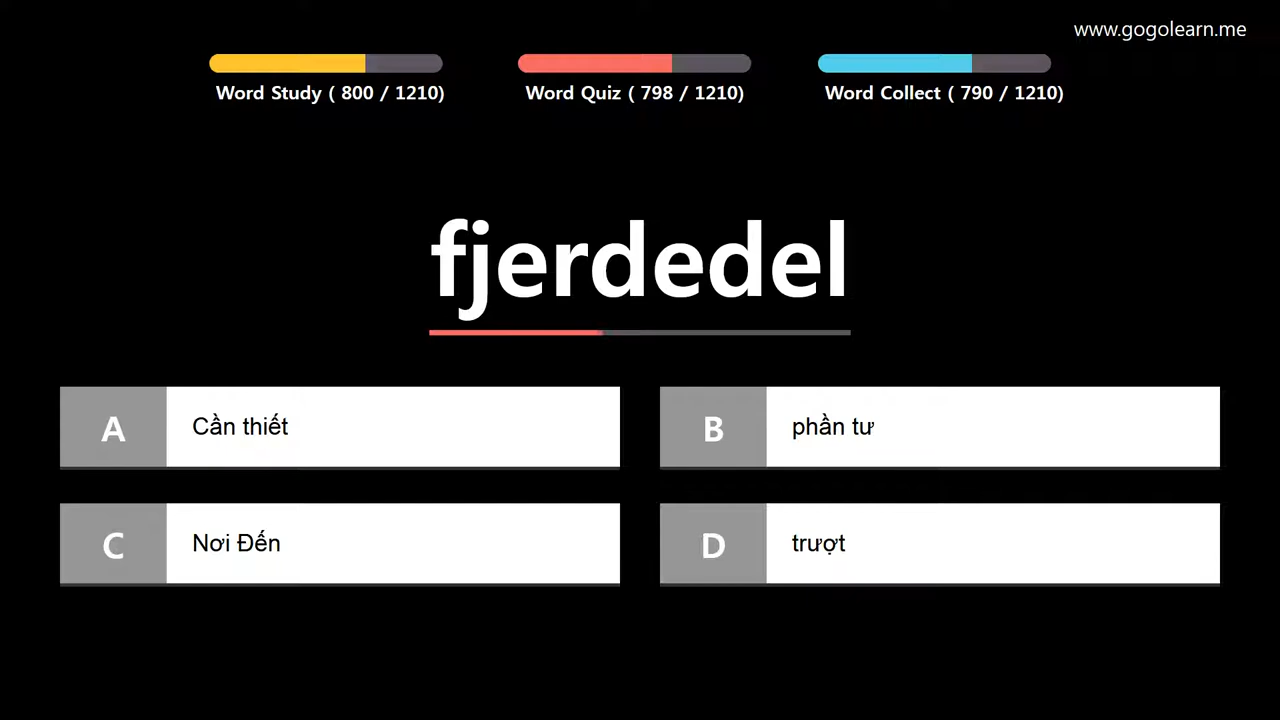 www.gogolearn.me
Word Study ( 800 / 1210)
Word Quiz ( 798 / 1210)
Word Collect ( 790 / 1210)
fjerdedel
A
Cần thiết
B
phần tư
C
Nơi Đến
D
trượt